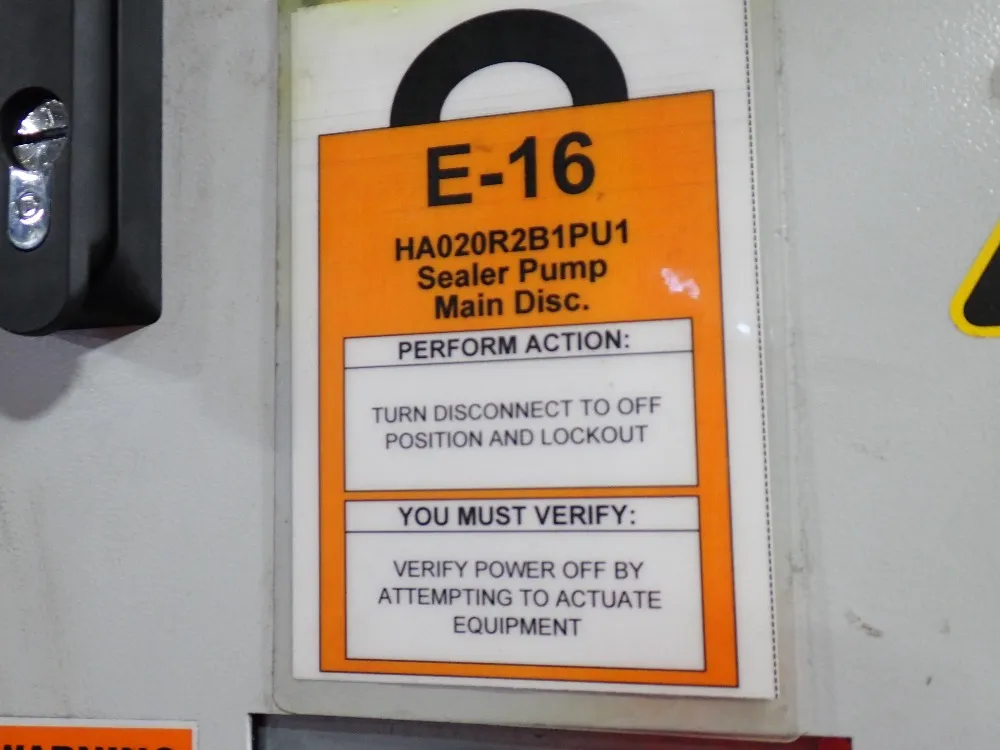 E-16
HA020R2B1PU1
Sealer Pump
Main Disc.
PERFORM ACTION:
TURN DISCONNECT TO OFF
POSITION AND LOCKOUT
YOU MUST VERIFY:
VERIFY POWER OFF BY
ATTEMPTING TO ACTUATE
EQUIPMENT
WARNING